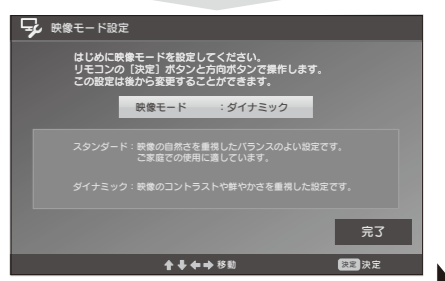 映像モード設定
はじめに映像モードを設定してください。
リモコンの［決定］ボタンと方向ボタンで操作します。
この設定は後から変更することができます。
映像モード　：ダイナミック
スタンダード：映像の自然さを重視したバランスのよい設定です。
ご家庭での使用に適しています。
ダイナミック：映像のコントラストや鮮やかさを重視した設定です。
完了
移動　決定 決定